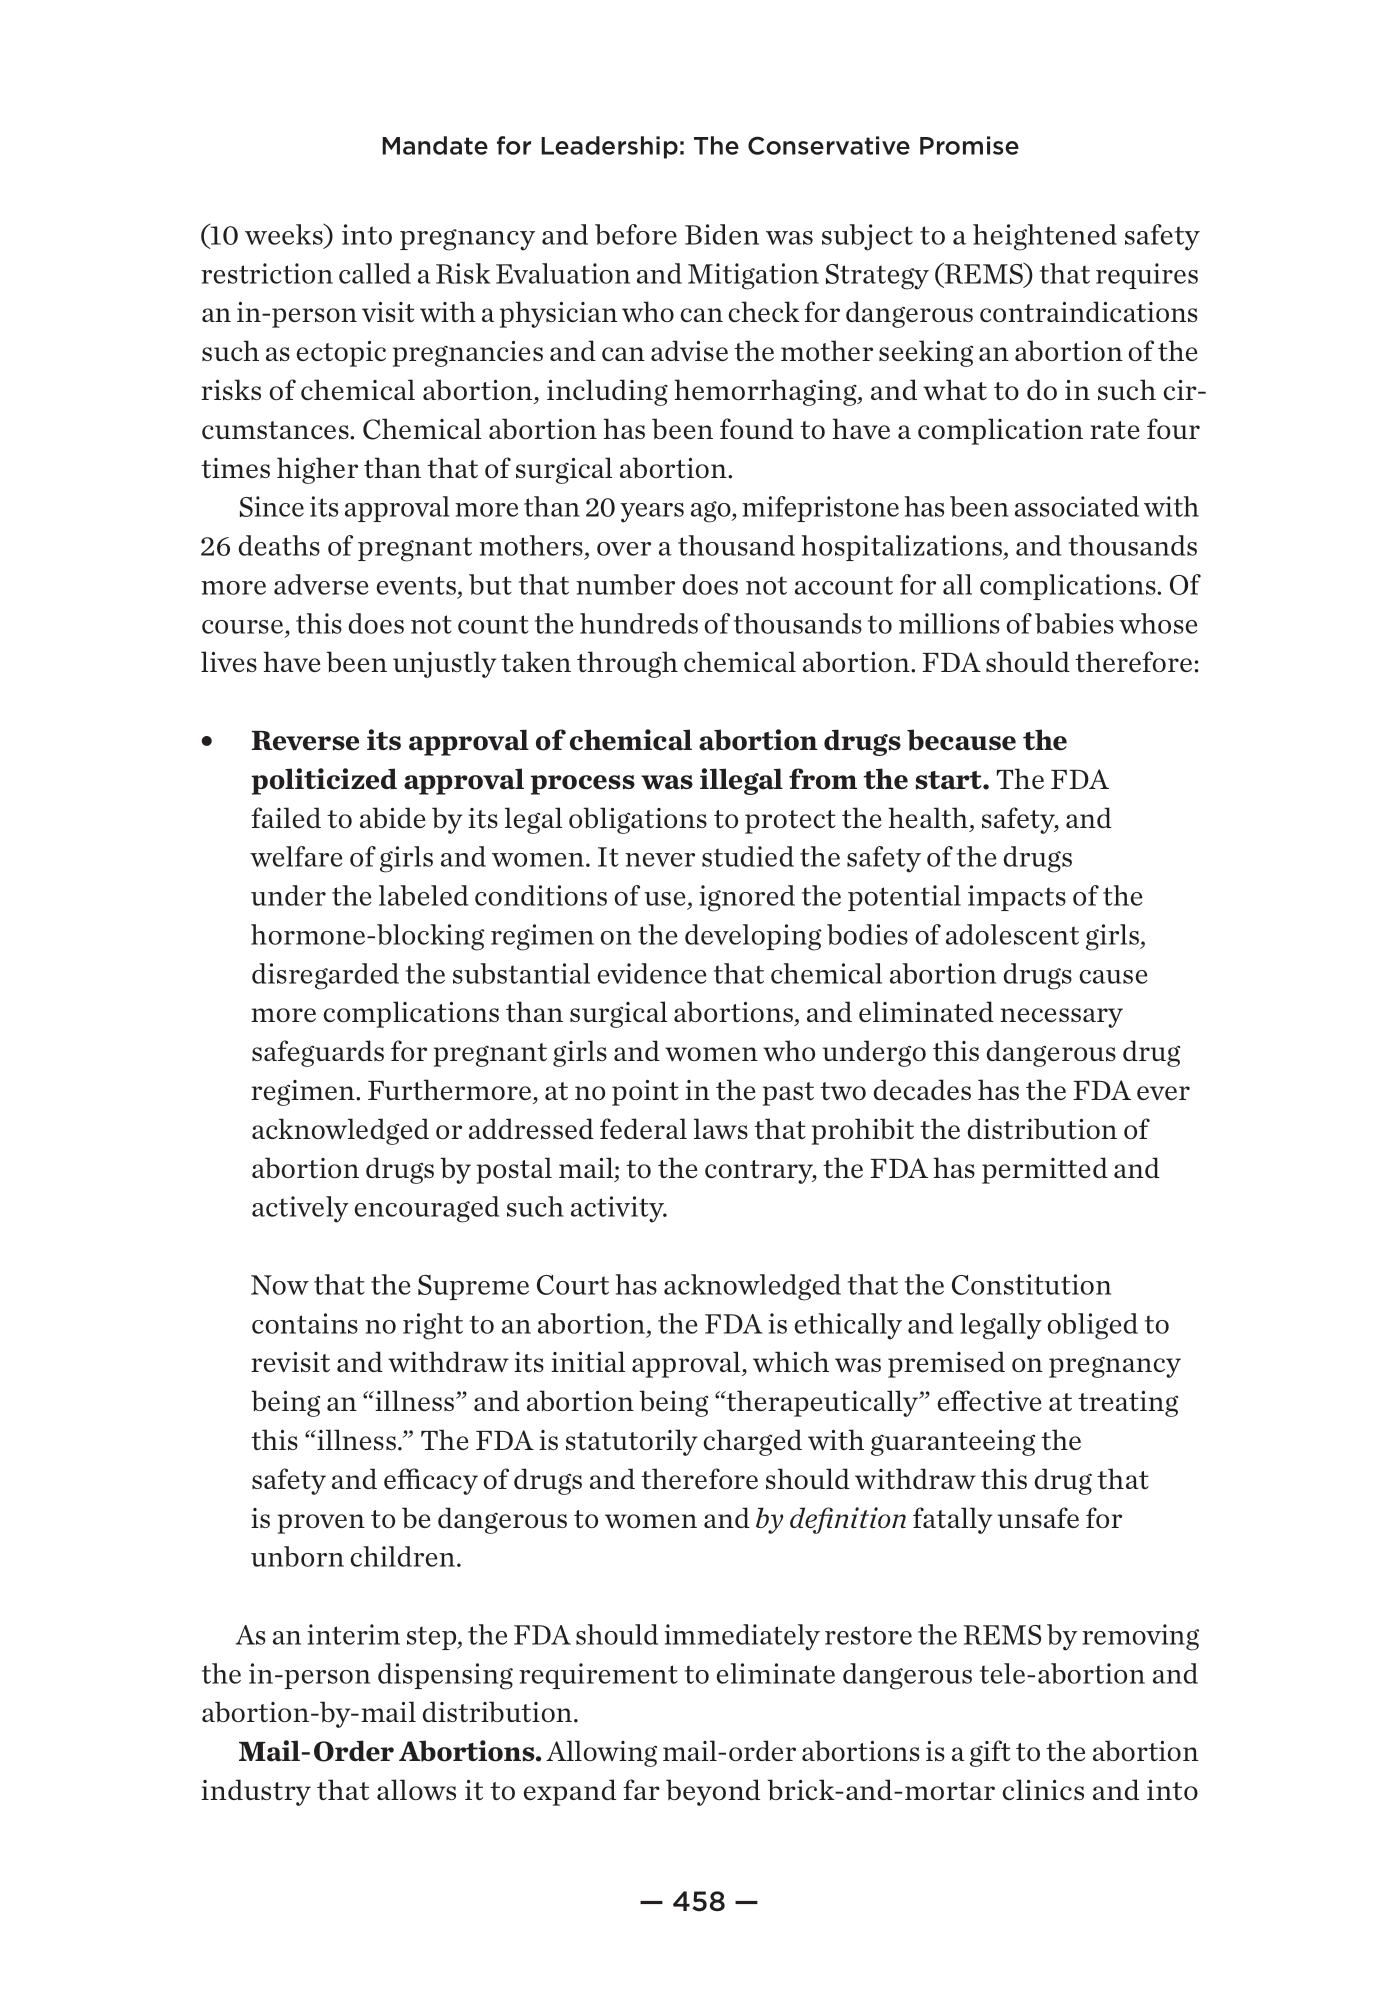 Mandate for Leadership: The Conservative Promise
(10 weeks) into pregnancy and before Biden was subject to a heightened safety
restriction called a Risk Evaluation and Mitigation Strategy (REMS) that requires
an in-person visit with a physician who can check for dangerous contraindications
such as ectopic pregnancies and can advise the mother seeking an abortion of the
risks of chemical abortion, including hemorrhaging, and what to do in such cir-
cumstances. Chemical abortion has been found to have a complication rate four
times higher than that of surgical abortion.
Since its approval more than 20 years ago, mifepristone has been associated with
26 deaths of pregnant mothers, over a thousand hospitalizations, and thousands
more adverse events, but that number does not account for all complications. Of
course, this does not count the hundreds of thousands to millions of babies whose
lives have been unjustly taken through chemical abortion. FDA should therefore:
• Reverse its approval of chemical abortion drugs because the
politicized approval process was illegal from the start. The FDA
failed to abide by its legal obligations to protect the health, safety, and
welfare of girls and women. It never studied the safety of the drugs
under the labeled conditions of use, ignored the potential impacts of the
hormone-blocking regimen on the developing bodies of adolescent girls,
disregarded the substantial evidence that chemical abortion drugs cause
more complications than surgical abortions, and eliminated necessary
safeguards for pregnant girls and women who undergo this dangerous drug
regimen. Furthermore, at no point in the past two decades has the FDA ever
acknowledged or addressed federal laws that prohibit the distribution of
abortion drugs by postal mail; to the contrary, the FDA has permitted and
actively encouraged such activity.
Now that the Supreme Court has acknowledged that the Constitution
contains no right to an abortion, the FDA is ethically and legally obliged to
revisit and withdraw its initial approval, which was premised on pregnancy
being an “illness” and abortion being “therapeutically” effective at treating
this “illness.” The FDA is statutorily charged with guaranteeing the
safety and efficacy of drugs and therefore should withdraw this drug that
is proven to be dangerous to women and by definition fatally unsafe for
unborn children.
As an interim step, the FDA should immediately restore the REMS by removing
the in-person dispensing requirement to eliminate dangerous tele-abortion and
abortion-by-mail distribution.
Mail-Order Abortions. Allowing mail-order abortions is a gift to the abortion
industry that allows it to expand far beyond brick-and-mortar clinics and into
— 458 —